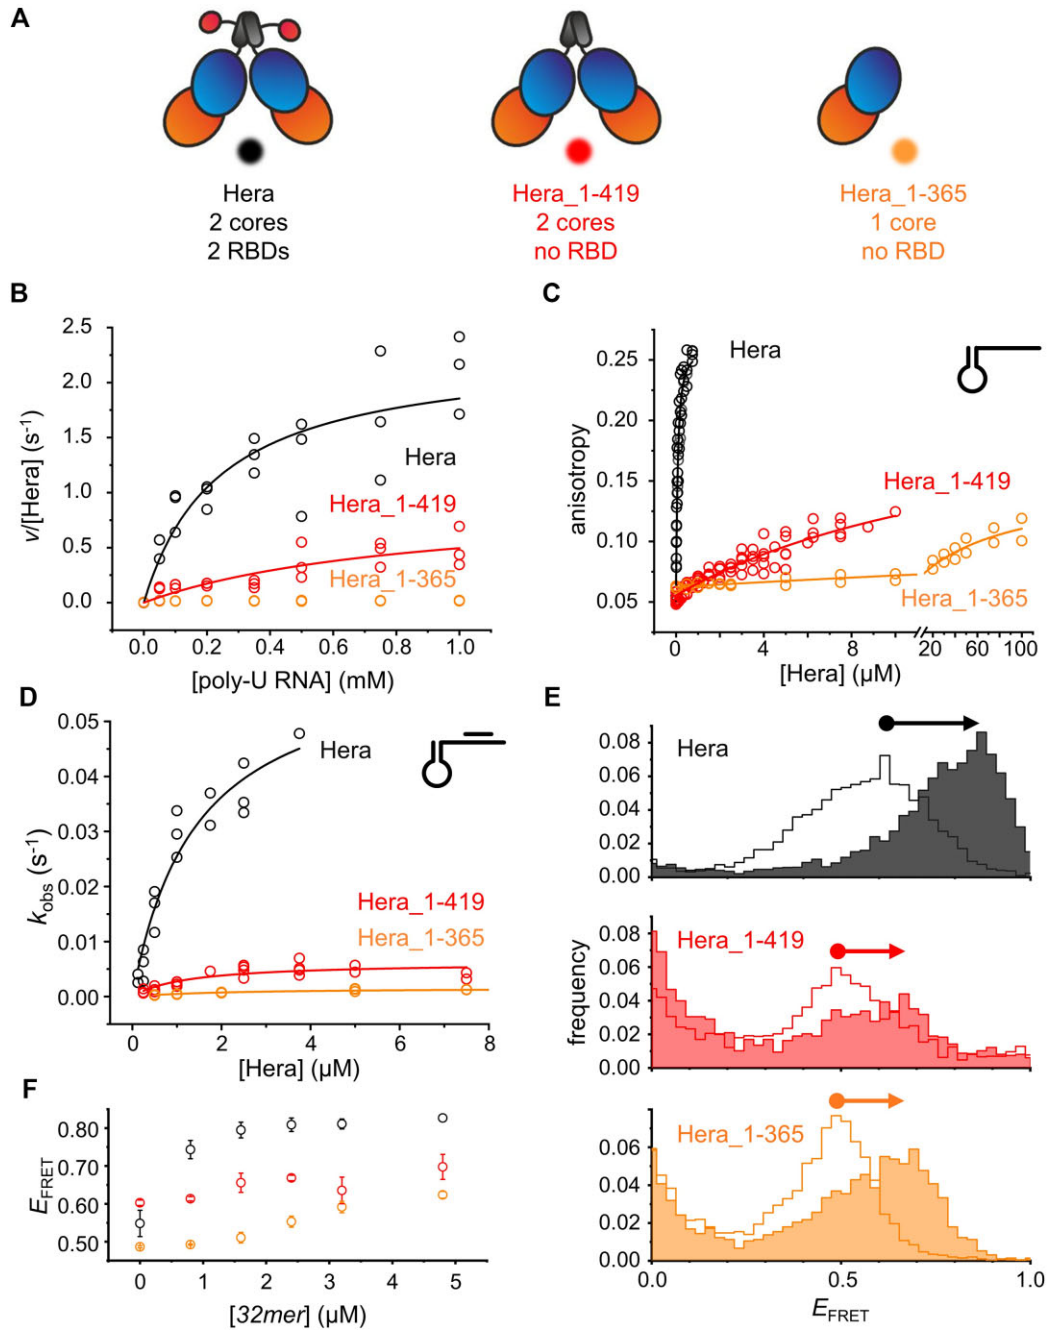 A
Hera
2 cores
2 RBDs
Hera_1-419
2 cores
no RBD
Hera_1-365
1 core
no RBD
B
v/[Hera] (s⁻¹)
2.5
2.0
1.5
1.0
0.5
0.0
Hera
Hera_1-419
Hera_1-365
0.0 0.2 0.4 0.6 0.8 1.0
[poly-U RNA] (mM)
C
anisotropy
0.25
0.20
0.15
0.10
0.05
Hera
Hera_1-419
Hera_1-365
0 4 8 20 60 100
[Hera] (µM)
D
kobs (s⁻¹)
0.05
0.04
0.03
0.02
0.01
0.00
Hera
Hera_1-419
Hera_1-365
0 2 4 6 8
[Hera] (µM)
E
frequency
Hera
0.08
0.06
0.04
0.02
0.00
Hera_1-419
0.08
0.06
0.04
0.02
0.00
Hera_1-365
0.06
0.04
0.02
0.00
0.0 0.5 1.0
EFRET
F
EFRET
0.80
0.70
0.60
0.50
0 1 2 3 4 5
[32mer] (µM)